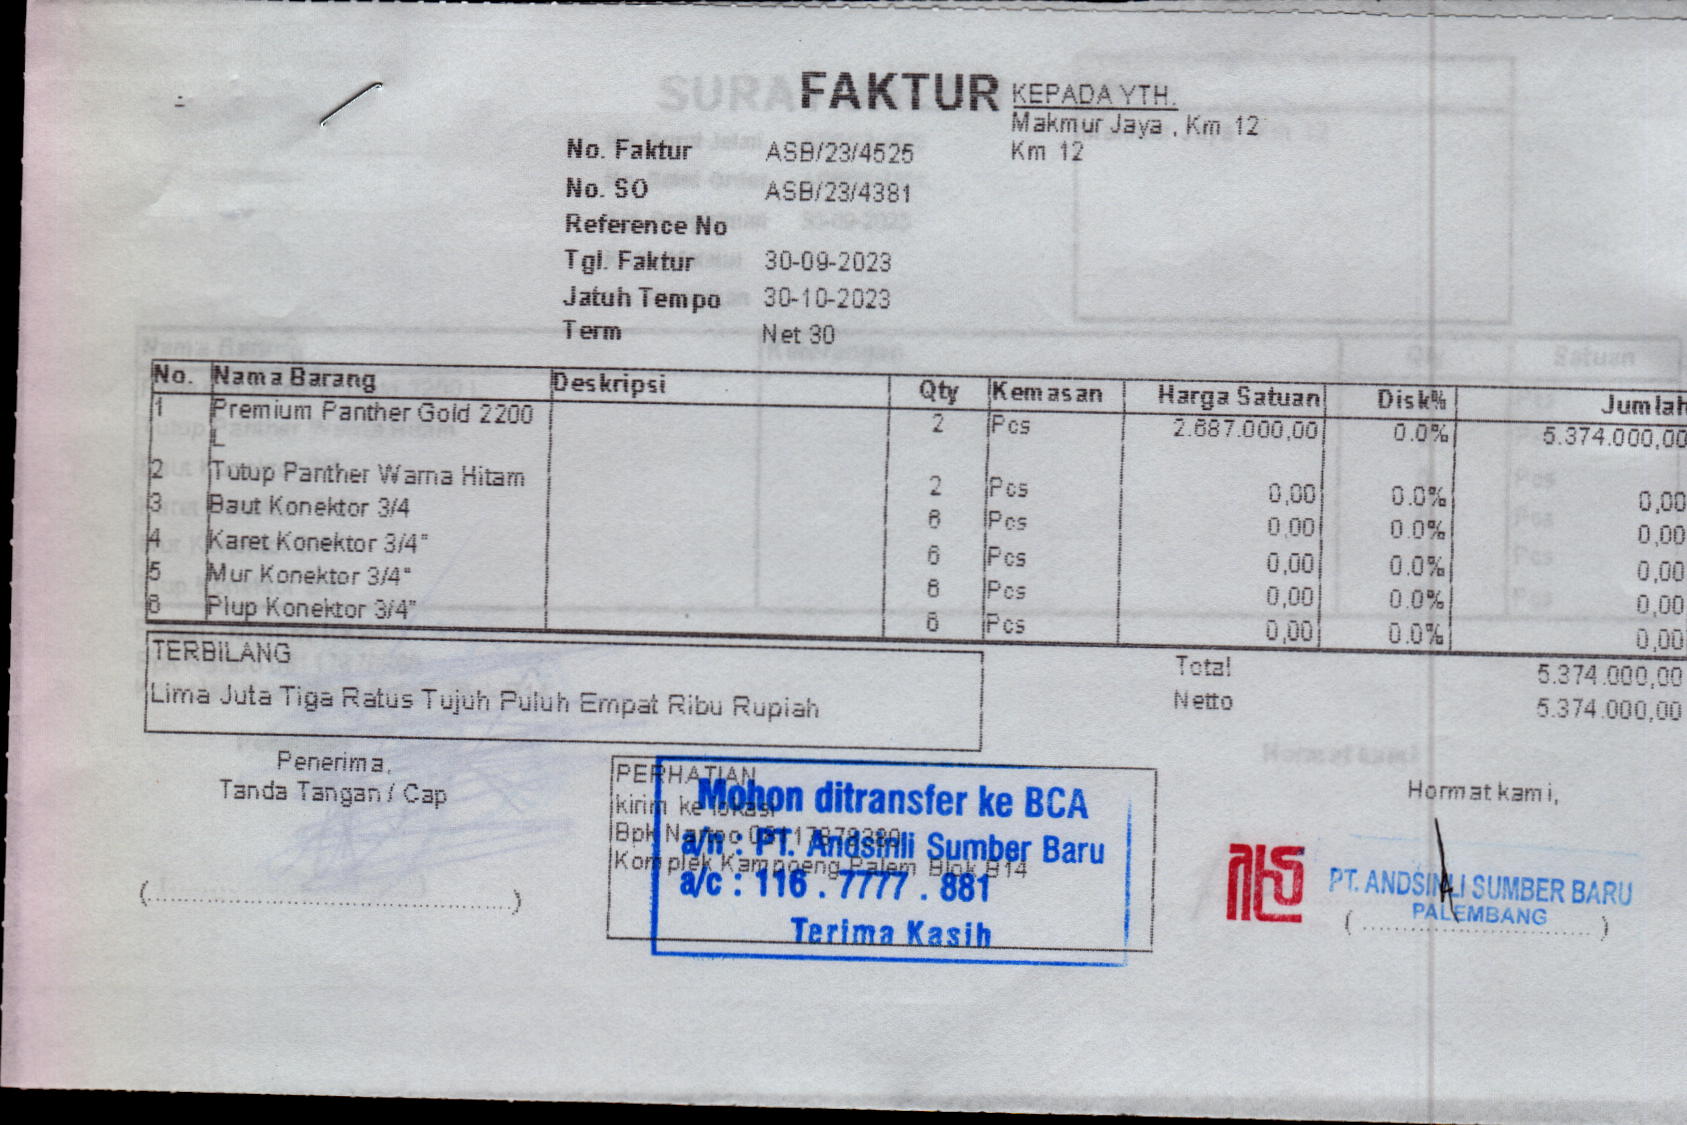 FAKTUR
KEPADA YTH.
Makmur Jaya , Km 12
Km 12
No. Faktur ASB/23/4525
No. SO ASB/23/4381
Reference No
Tgl. Faktur 30-09-2023
Jatuh Tempo 30-10-2023
Term Net 30
No. Nama Barang Deskripsi Qty Kemasan Harga Satuan Disk% Jumlah
1 Premium Panther Gold 2200 2 Pcs 2.687.000,00 0.0% 5.374.000,00
L
2 Tutup Panther Warna Hitam 2 Pcs 0,00 0.0% 0,00
3 Baut Konektor 3/4 6 Pcs 0,00 0.0% 0,00
4 Karet Konektor 3/4" 6 Pcs 0,00 0.0% 0,00
5 Mur Konektor 3/4" 6 Pcs 0,00 0.0% 0,00
6 Plup Konektor 3/4" 6 Pcs 0,00 0.0% 0,00
TERBILANG
Lima Juta Tiga Ratus Tujuh Puluh Empat Ribu Rupiah
Total 5.374.000,00
Netto 5.374.000,00
Penerima,
Tanda Tangan / Cap
(................................................)
PERHATIAN
kirim ke lokasi
Bpk
Komplek Kampoeng Palem Blok B14
Mohon ditransfer ke BCA
a/n : PT. Andsinli Sumber Baru
a/c : 116 . 7777 . 881
Terima Kasih
Hormat kami,
PT. ANDSINLI SUMBER BARU
PALEMBANG
(................................)